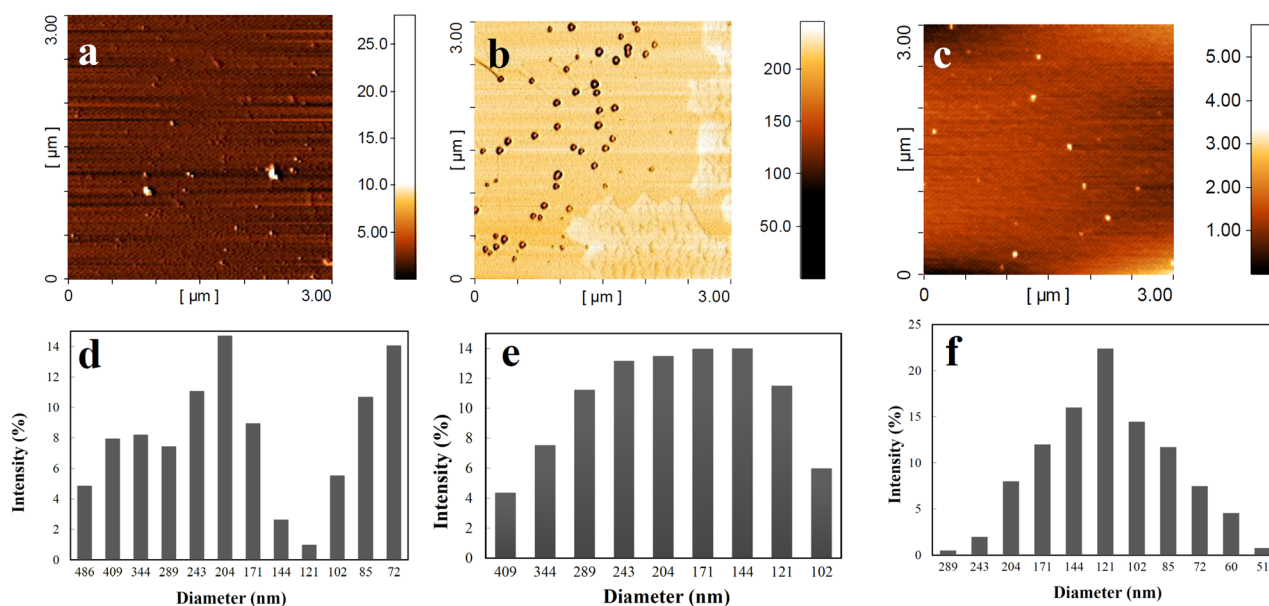 a
3.00
[ µm ]
0
0
[ µm ]
3.00
25.0
20.0
15.0
10.0
5.00
b
3.00
[ µm ]
0
0
[ µm ]
3.00
200
150
100
50.0
c
3.00
[ µm ]
0
0
[ µm ]
3.00
5.00
4.00
3.00
2.00
1.00
d
Intensity (%)
14
12
10
8
6
4
2
0
486 409 344 289 243 204 171 144 121 102 85 72
Diameter (nm)
e
Intensity (%)
14
12
10
8
6
4
2
0
409 344 289 243 204 171 144 121 102
Diameter (nm)
f
Intensity (%)
25
20
15
10
5
0
289 243 204 171 144 121 102 85 72 60 51
Diameter (nm)